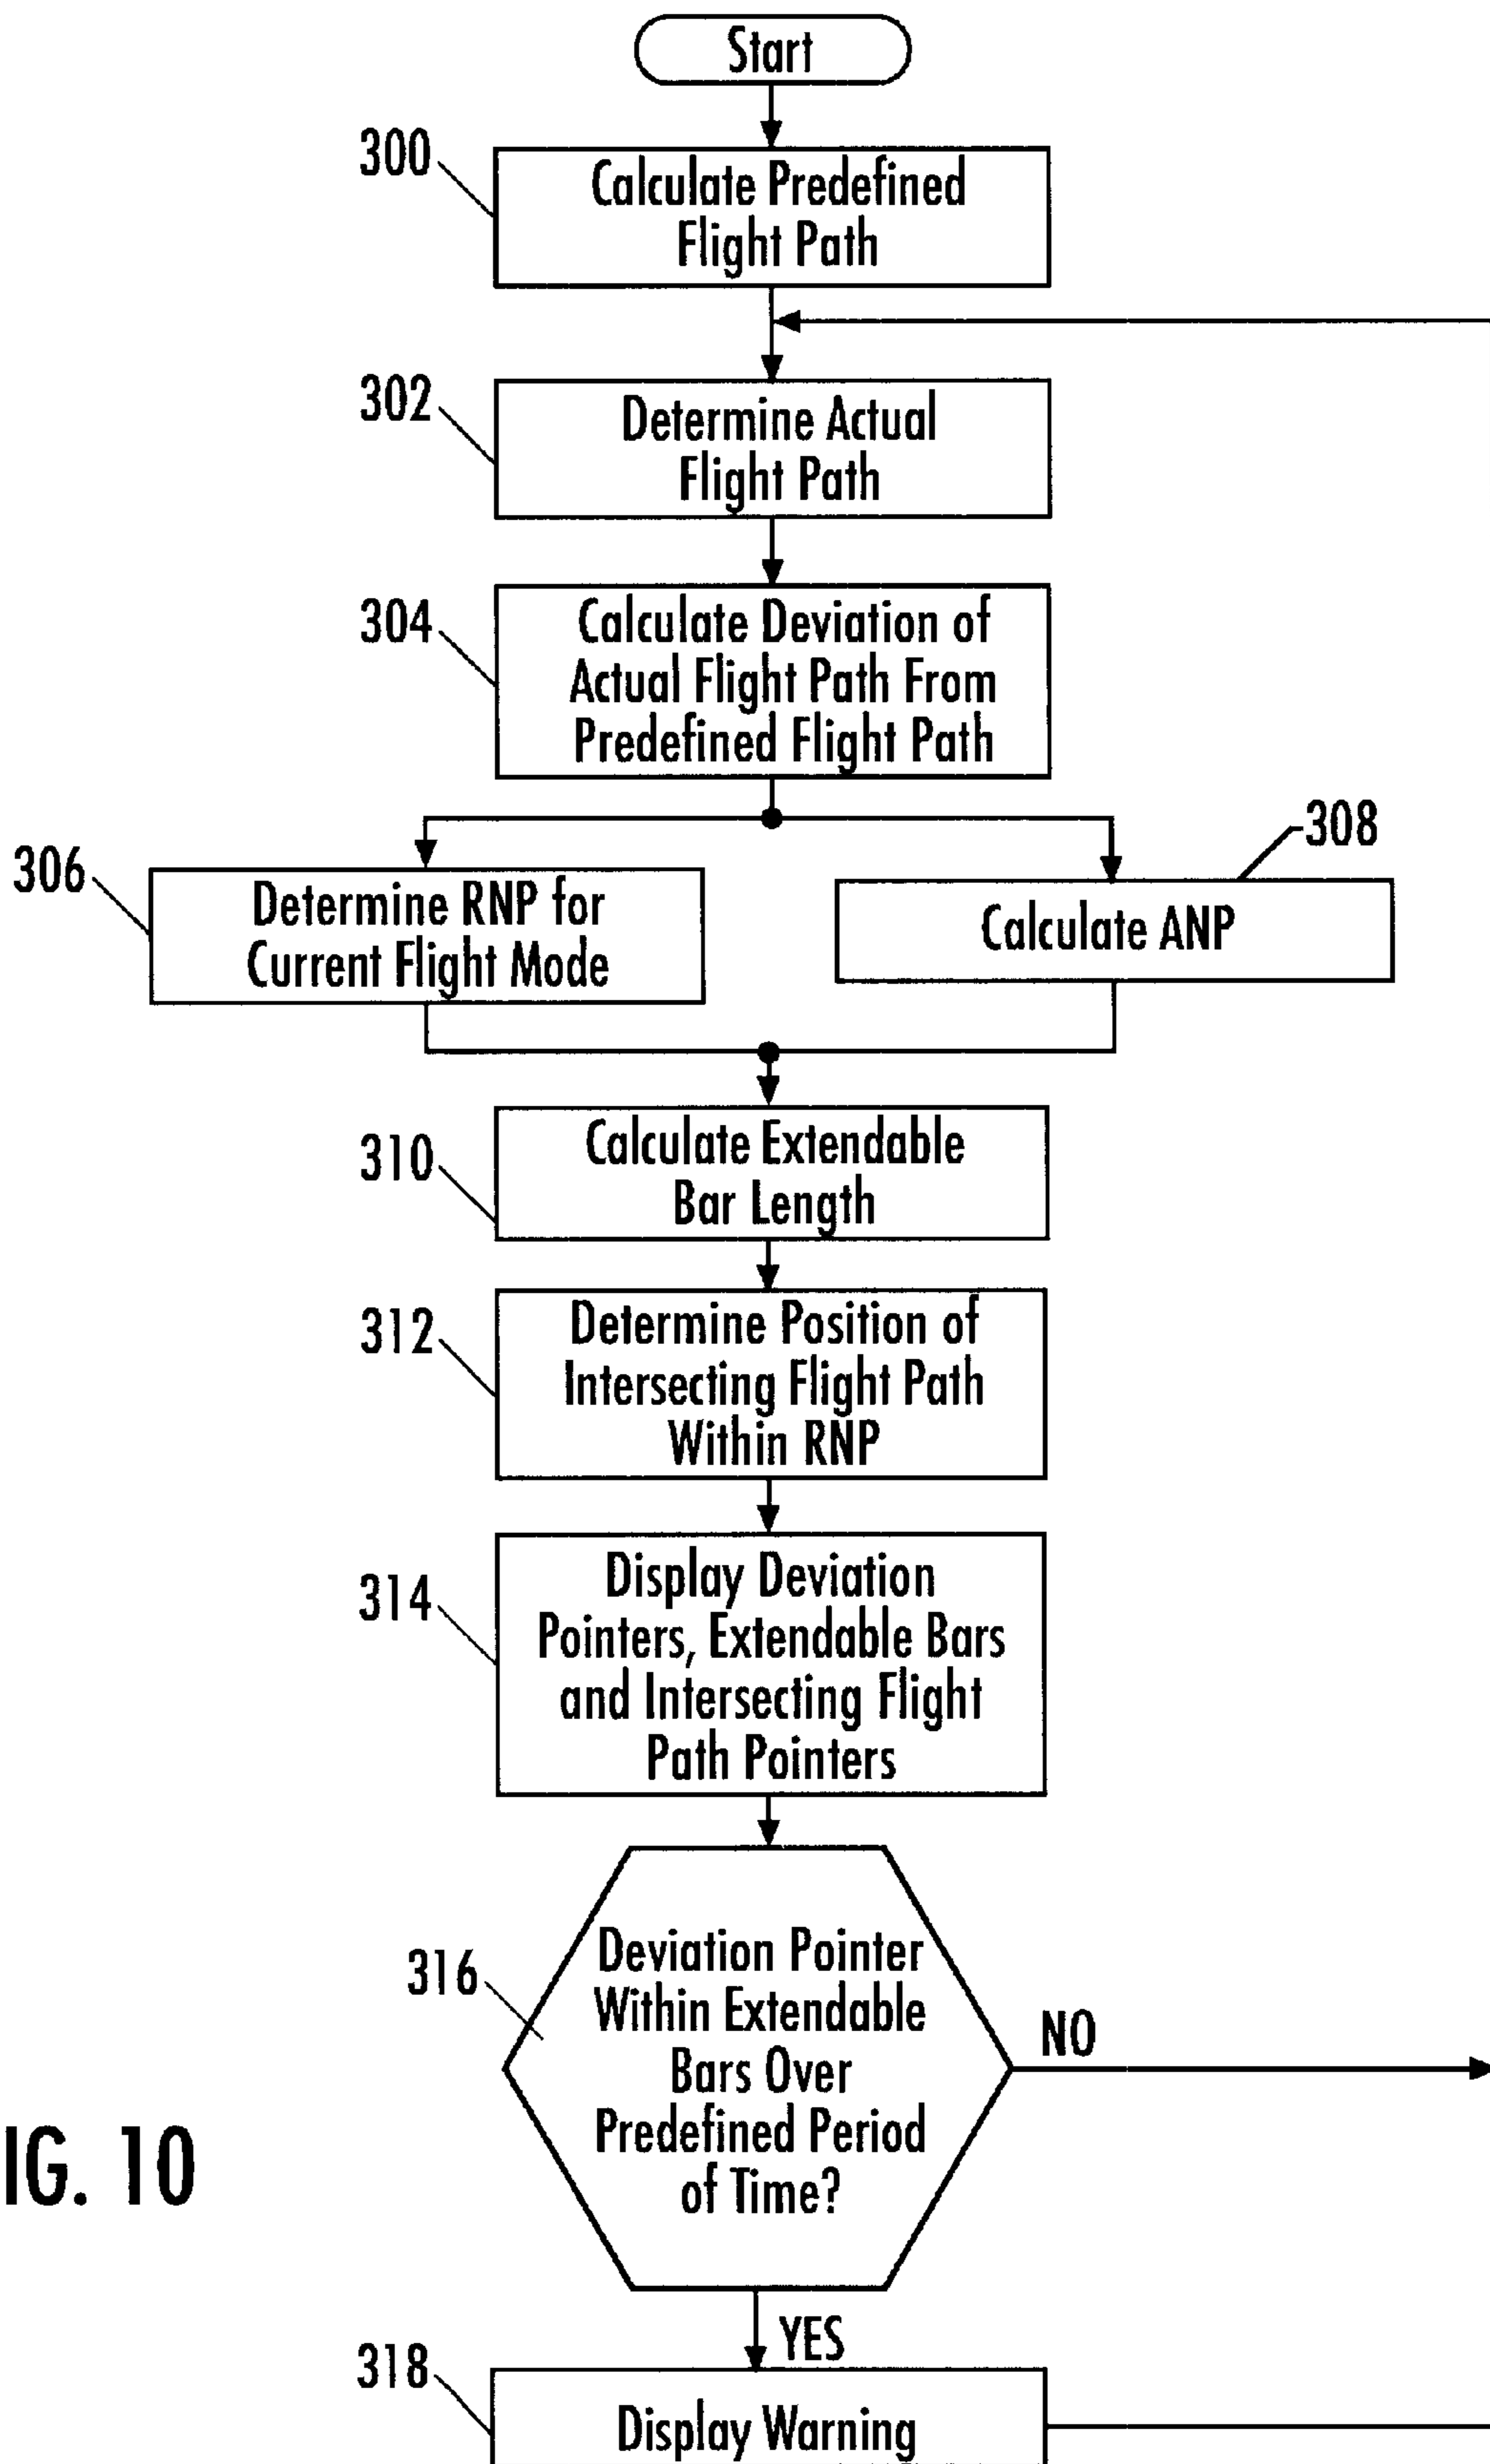 Start
300
Calculate Predefined
Flight Path
302
Determine Actual
Flight Path
304
Calculate Deviation of
Actual Flight Path From
Predefined Flight Path
306
Determine RNP for
Current Flight Mode
308
Calculate ANP
310
Calculate Extendable
Bar Length
312
Determine Position of
Intersecting Flight Path
Within RNP
314
Display Deviation
Pointers, Extendable Bars
and Intersecting Flight
Path Pointers
316
Deviation Pointer
Within Extendable
Bars Over
Predefined Period
of Time?
NO
IG. 10
YES
318
Display Warning